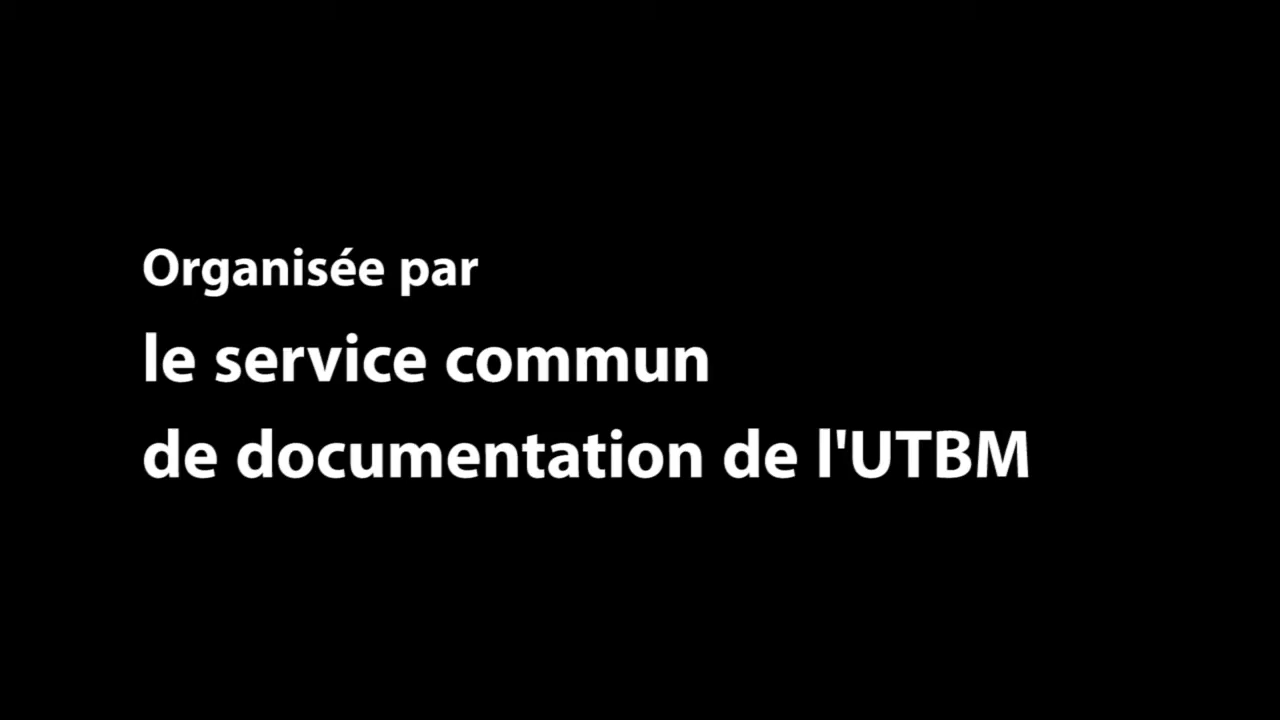 Organisée par
le service commun
de documentation de l'UTBM